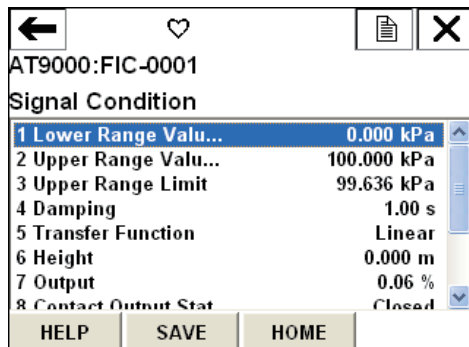 AT9000:FIC-0001
Signal Condition
1 Lower Range Valu... 0.000 kPa
2 Upper Range Valu... 100.000 kPa
3 Upper Range Limit 99.636 kPa
4 Damping 1.00 s
5 Transfer Function Linear
6 Height 0.000 m
7 Output 0.06 %
8 Contact Output Stat Closed
HELP SAVE HOME